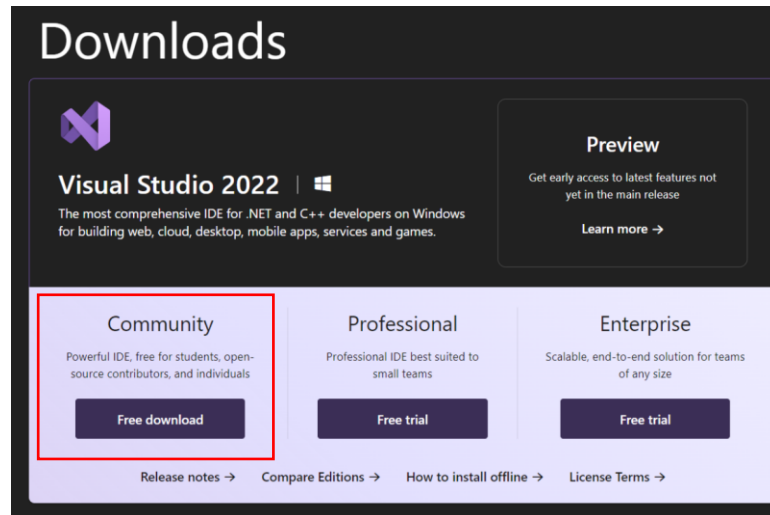 Downloads
Visual Studio 2022
The most comprehensive IDE for .NET and C++ developers on Windows
for building web, cloud, desktop, mobile apps, services and games.
Preview
Get early access to latest features not
yet in the main release
Learn more →
Community
Powerful IDE, free for students, open-
source contributors, and individuals
Free download
Professional
Professional IDE best suited to
small teams
Free trial
Enterprise
Scalable, end-to-end solution for teams
of any size
Free trial
Release notes → Compare Editions → How to install offline → License Terms →